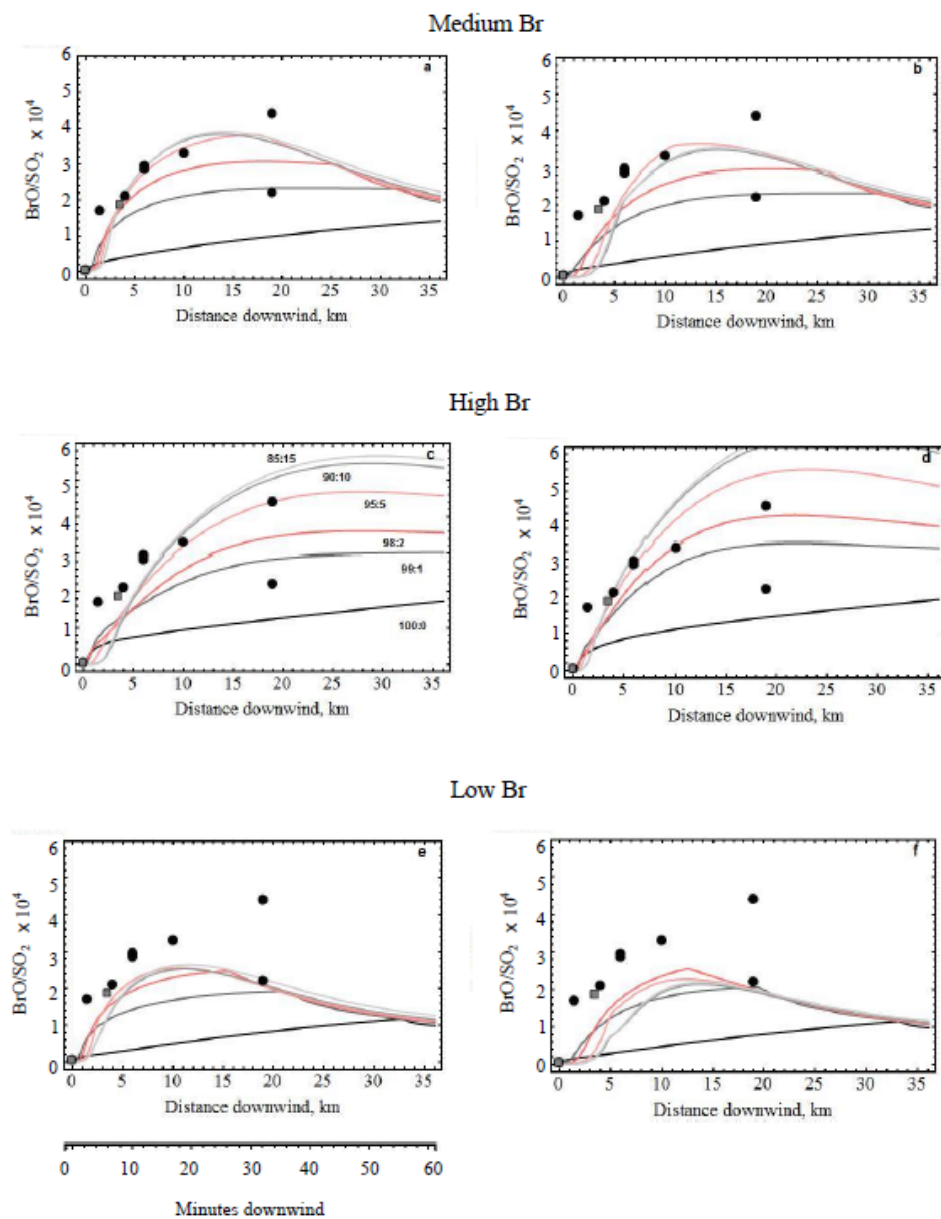 Medium Br
a
6
5
4
3
2
1
0
BrO/SO2 x 10^4
0 5 10 15 20 25 30 35
Distance downwind, km
b
6
5
4
3
2
1
0
BrO/SO2 x 10^4
0 5 10 15 20 25 30 35
Distance downwind, km
High Br
c
6
5
4
3
2
1
0
BrO/SO2 x 10^4
85:15
90:10
95:5
98:2
99:1
100:0
0 5 10 15 20 25 30 35
Distance downwind, km
d
6
5
4
3
2
1
0
BrO/SO2 x 10^4
0 5 10 15 20 25 30 35
Distance downwind, km
Low Br
e
6
5
4
3
2
1
0
BrO/SO2 x 10^4
0 5 10 15 20 25 30 35
Distance downwind, km
f
6
5
4
3
2
1
0
BrO/SO2 x 10^4
0 5 10 15 20 25 30 35
Distance downwind, km
0 10 20 30 40 50 60
Minutes downwind